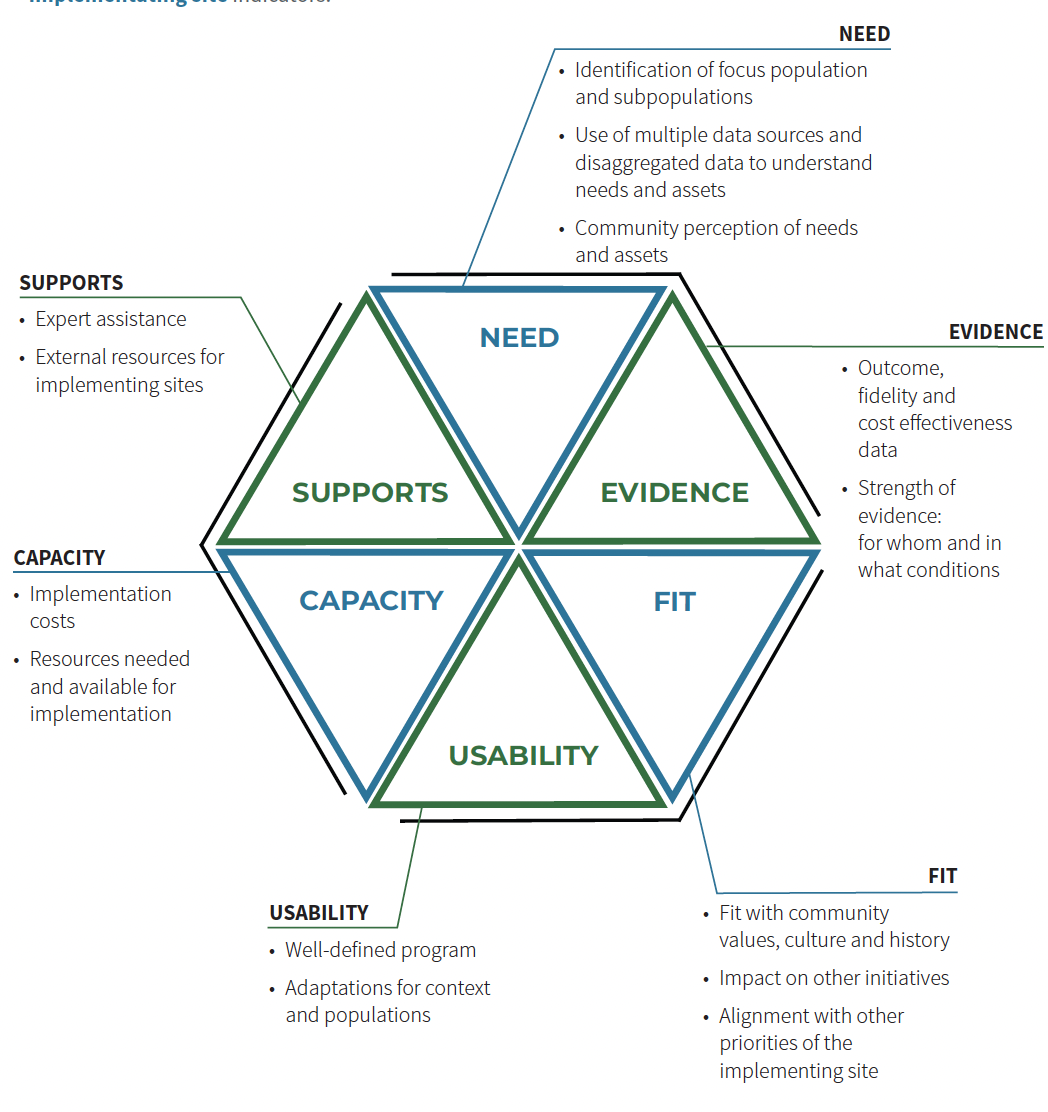 implementing site indicators.
NEED
• Identification of focus population
and subpopulations
• Use of multiple data sources and
disaggregated data to understand
needs and assets
• Community perception of needs
and assets
SUPPORTS
• Expert assistance
• External resources for
implementing sites
EVIDENCE
• Outcome,
fidelity and
cost effectiveness
data
• Strength of
evidence:
for whom and in
what conditions
NEED
SUPPORTS
EVIDENCE
CAPACITY
• Implementation
costs
• Resources needed
and available for
implementation
CAPACITY
FIT
USABILITY
FIT
• Fit with community
values, culture and history
• Impact on other initiatives
• Alignment with other
priorities of the
implementing site
USABILITY
• Well-defined program
• Adaptations for context
and populations